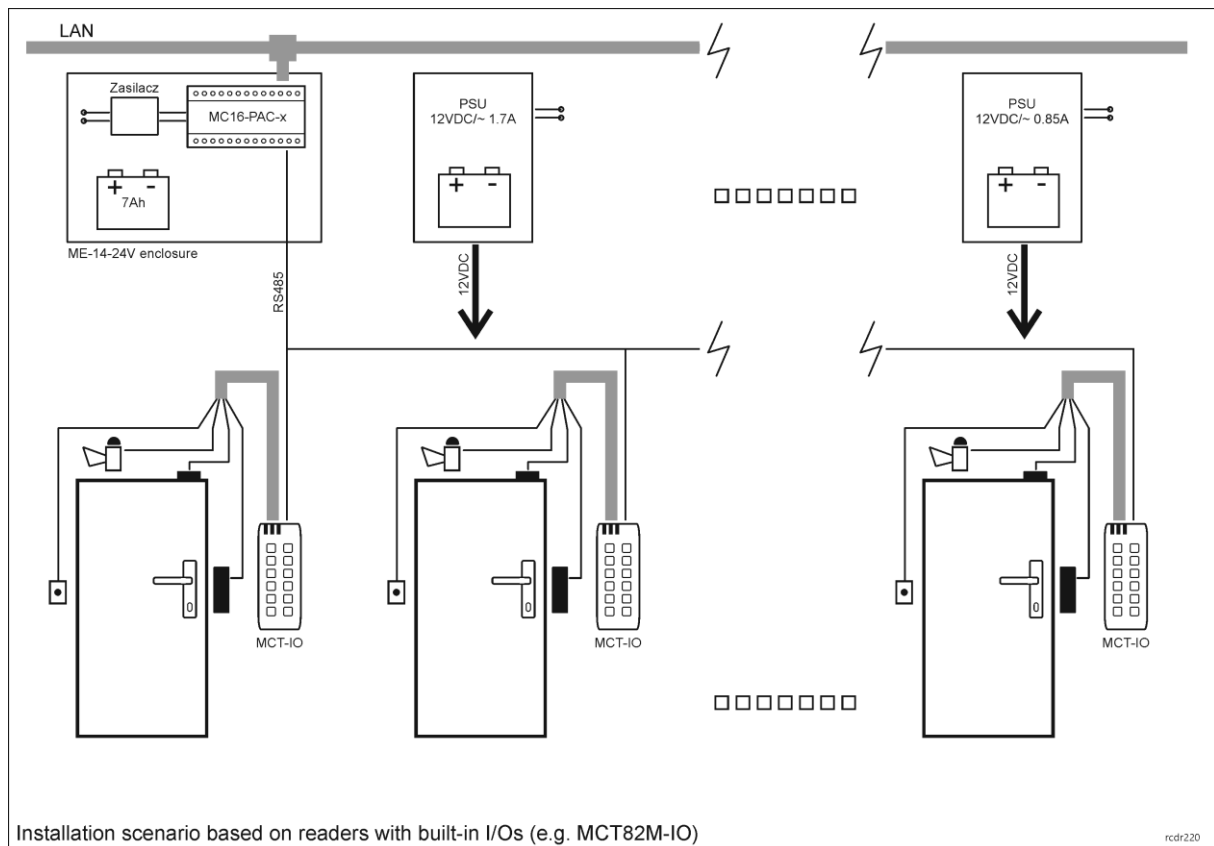 LAN
Zasilacz
MC16-PAC-x
+ -
7Ah
ME-14-24V enclosure
PSU
12VDC/~ 1.7A
+ -
PSU
12VDC/~ 0.85A
+ -
RS485
12VDC
12VDC
MCT-IO
MCT-IO
MCT-IO
Installation scenario based on readers with built-in I/Os (e.g. MCT82M-IO)
rcdr220